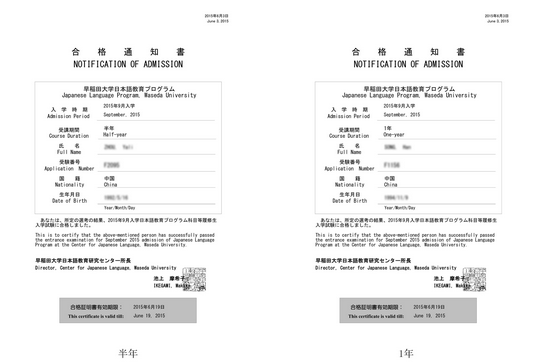 2015年6月3日
June 3, 2015
合格通知書
NOTIFICATION OF ADMISSION
早稲田大学日本語教育プログラム
Japanese Language Program, Waseda University
入学時期 2015年9月入学
Admission Period September, 2015
受講期間 半年
Course Duration Half-year
氏名
Full Name
受験番号
Application Number
国籍 中国
Nationality China
生年月日
Date of Birth
Year/Month/Day
あなたは、所定の選考の結果、2015年9月入学日本語教育プログラム科目等履修生
入学試験に合格しました。
This is to certify that the above-mentioned person has successfully passed
the entrance examination for September 2015 admission of Japanese Language
Program at the Center for Japanese Language, Waseda University.
早稲田大学日本語教育研究センター所長
Director, Center for Japanese Language, Waseda University
池上 摩希子
IKEGAMI,
合格証明書有効期限： 2015年6月19日
This certificate is valid till: June 19, 2015
半年
2015年6月3日
June 3, 2015
合格通知書
NOTIFICATION OF ADMISSION
早稲田大学日本語教育プログラム
Japanese Language Program, Waseda University
入学時期 2015年9月入学
Admission Period September, 2015
受講期間 1年
Course Duration One-year
氏名
Full Name
受験番号
Application Number
国籍 中国
Nationality China
生年月日
Date of Birth
Year/Month/Day
あなたは、所定の選考の結果、2015年9月入学日本語教育プログラム科目等履修生
入学試験に合格しました。
This is to certify that the above-mentioned person has successfully passed
the entrance examination for September 2015 admission of Japanese Language
Program at the Center for Japanese Language, Waseda University.
早稲田大学日本語教育研究センター所長
Director, Center for Japanese Language, Waseda University
池上 摩希子
IKEGAMI,
合格証明書有効期限： 2015年6月19日
This certificate is valid till: June 19, 2015
1年